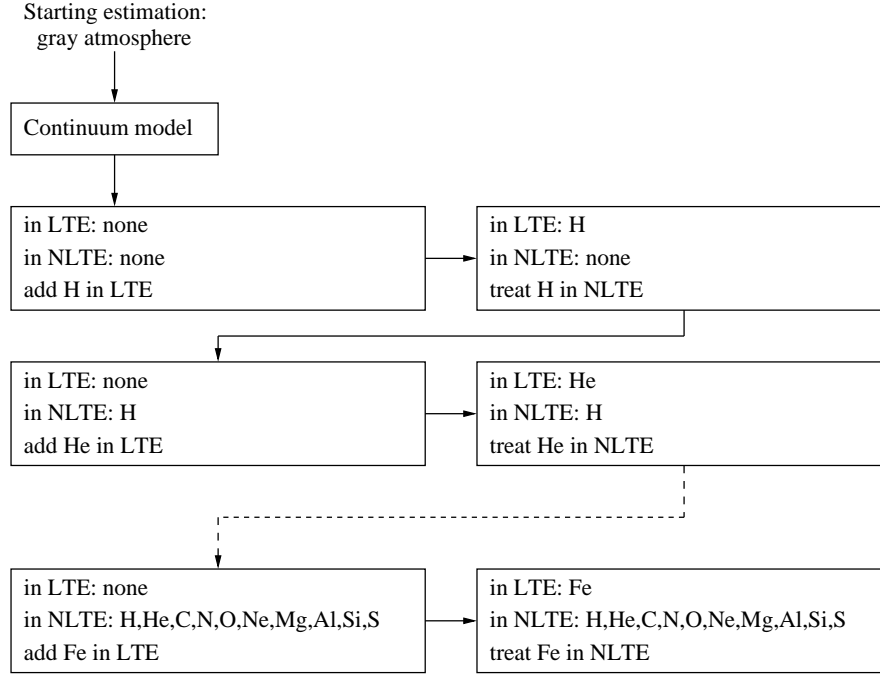 Starting estimation:
gray atmosphere
Continuum model
in LTE: none
in NLTE: none
add H in LTE
in LTE: H
in NLTE: none
treat H in NLTE
in LTE: none
in NLTE: H
add He in LTE
in LTE: He
in NLTE: H
treat He in NLTE
in LTE: none
in NLTE: H,He,C,N,O,Ne,Mg,Al,Si,S
add Fe in LTE
in LTE: Fe
in NLTE: H,He,C,N,O,Ne,Mg,Al,Si,S
treat Fe in NLTE